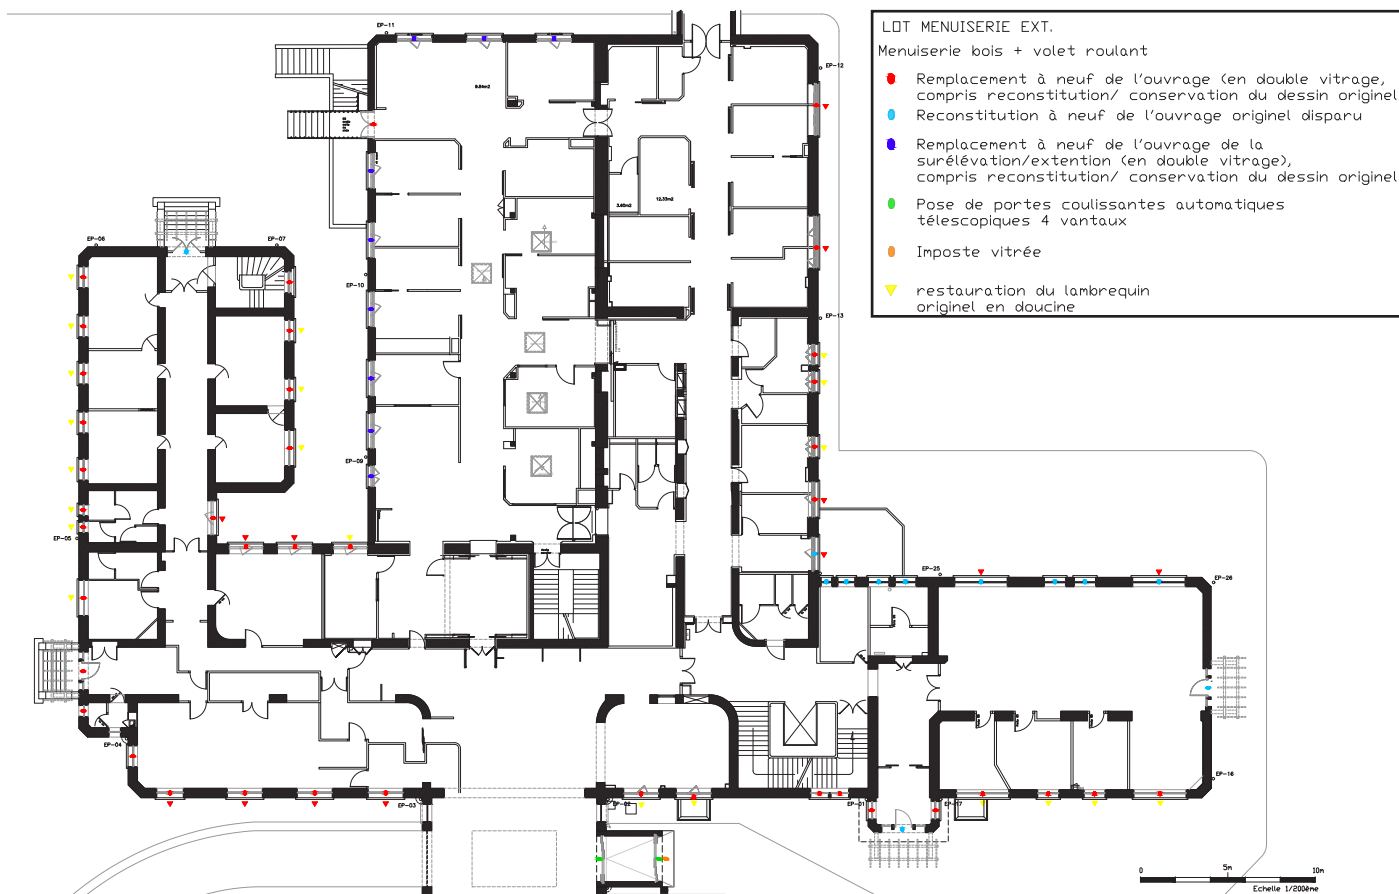 LOT MENUISERIE EXT.
Menuiserie bois + volet roulant
Remplacement à neuf de l'ouvrage (en double vitrage,
compris reconstitution/ conservation du dessin originel
Reconstitution à neuf de l'ouvrage originel disparu
Remplacement à neuf de l'ouvrage de la
surélévation/extention (en double vitrage),
compris reconstitution/ conservation du dessin originel
Pose de portes coulissantes automatiques
télescopiques 4 vantaux
Imposte vitrée
restauration du lambrequin
originel en doucine
EP-11
EP-12
9.84m2
3.60m2
12.33m2
EP-06
EP-07
EP-10
EP-13
EP-09
EP-05
EP-25
EP-26
EP-04
EP-16
EP-03
EP-02
EP-01
EP-17
0
5m
10m
Echelle 1/200ème